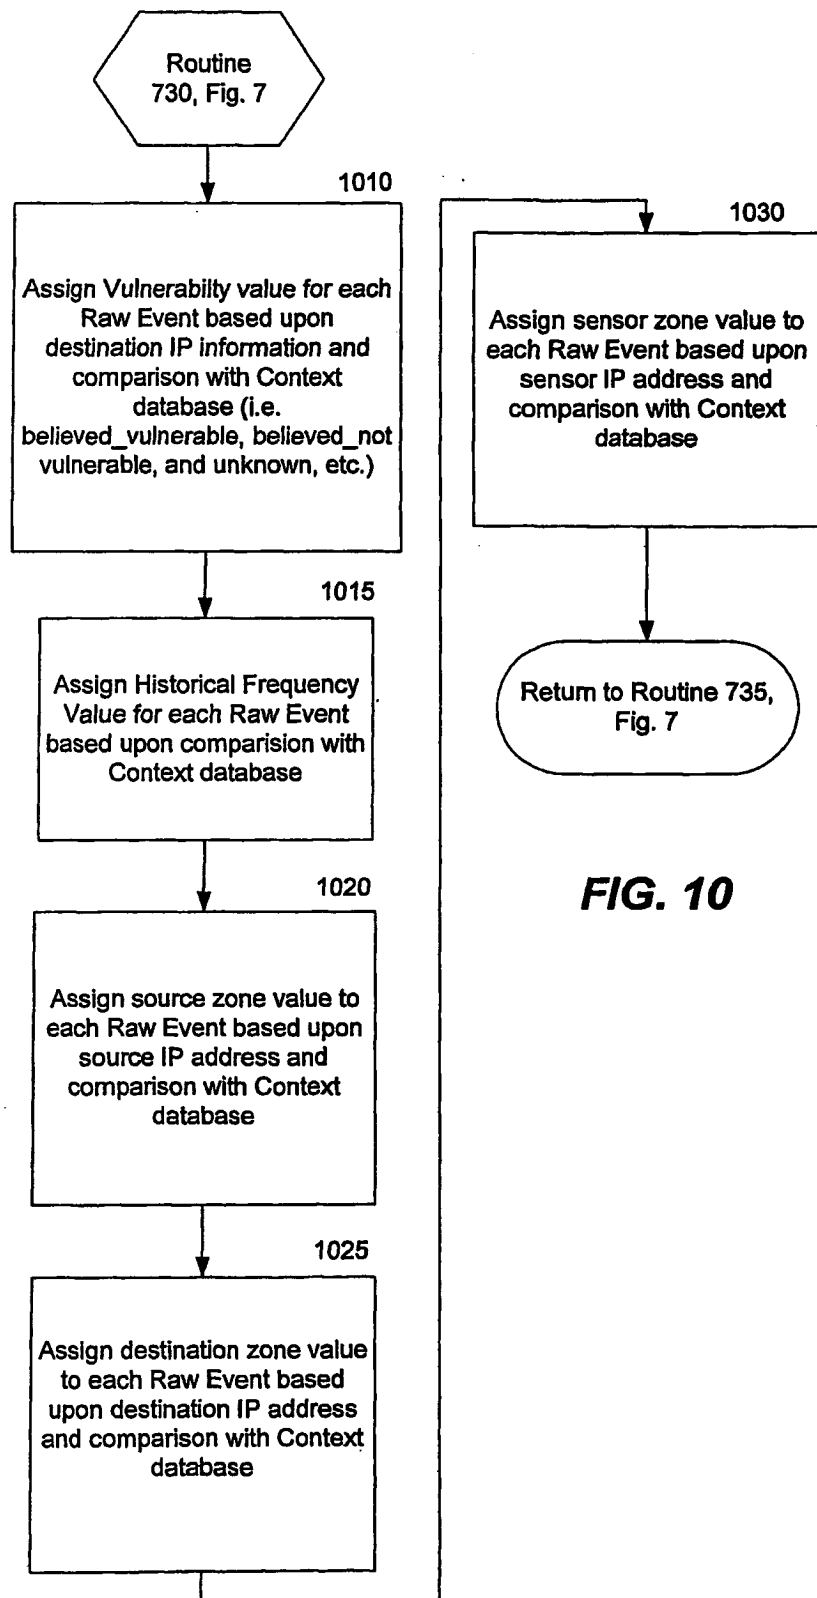 Routine
730, Fig. 7
1010
Assign Vulnerabilty value for each
Raw Event based upon
destination IP information and
comparison with Context
database (i.e.
believed_vulnerable, believed_not
vulnerable, and unknown, etc.)
1015
Assign Historical Frequency
Value for each Raw Event
based upon comparision with
Context database
1020
Assign source zone value to
each Raw Event based upon
source IP address and
comparison with Context
database
1025
Assign destination zone value
to each Raw Event based
upon destination IP address
and comparison with Context
database
1030
Assign sensor zone value to
each Raw Event based upon
sensor IP address and
comparison with Context
database
Return to Routine 735,
Fig. 7
FIG. 10